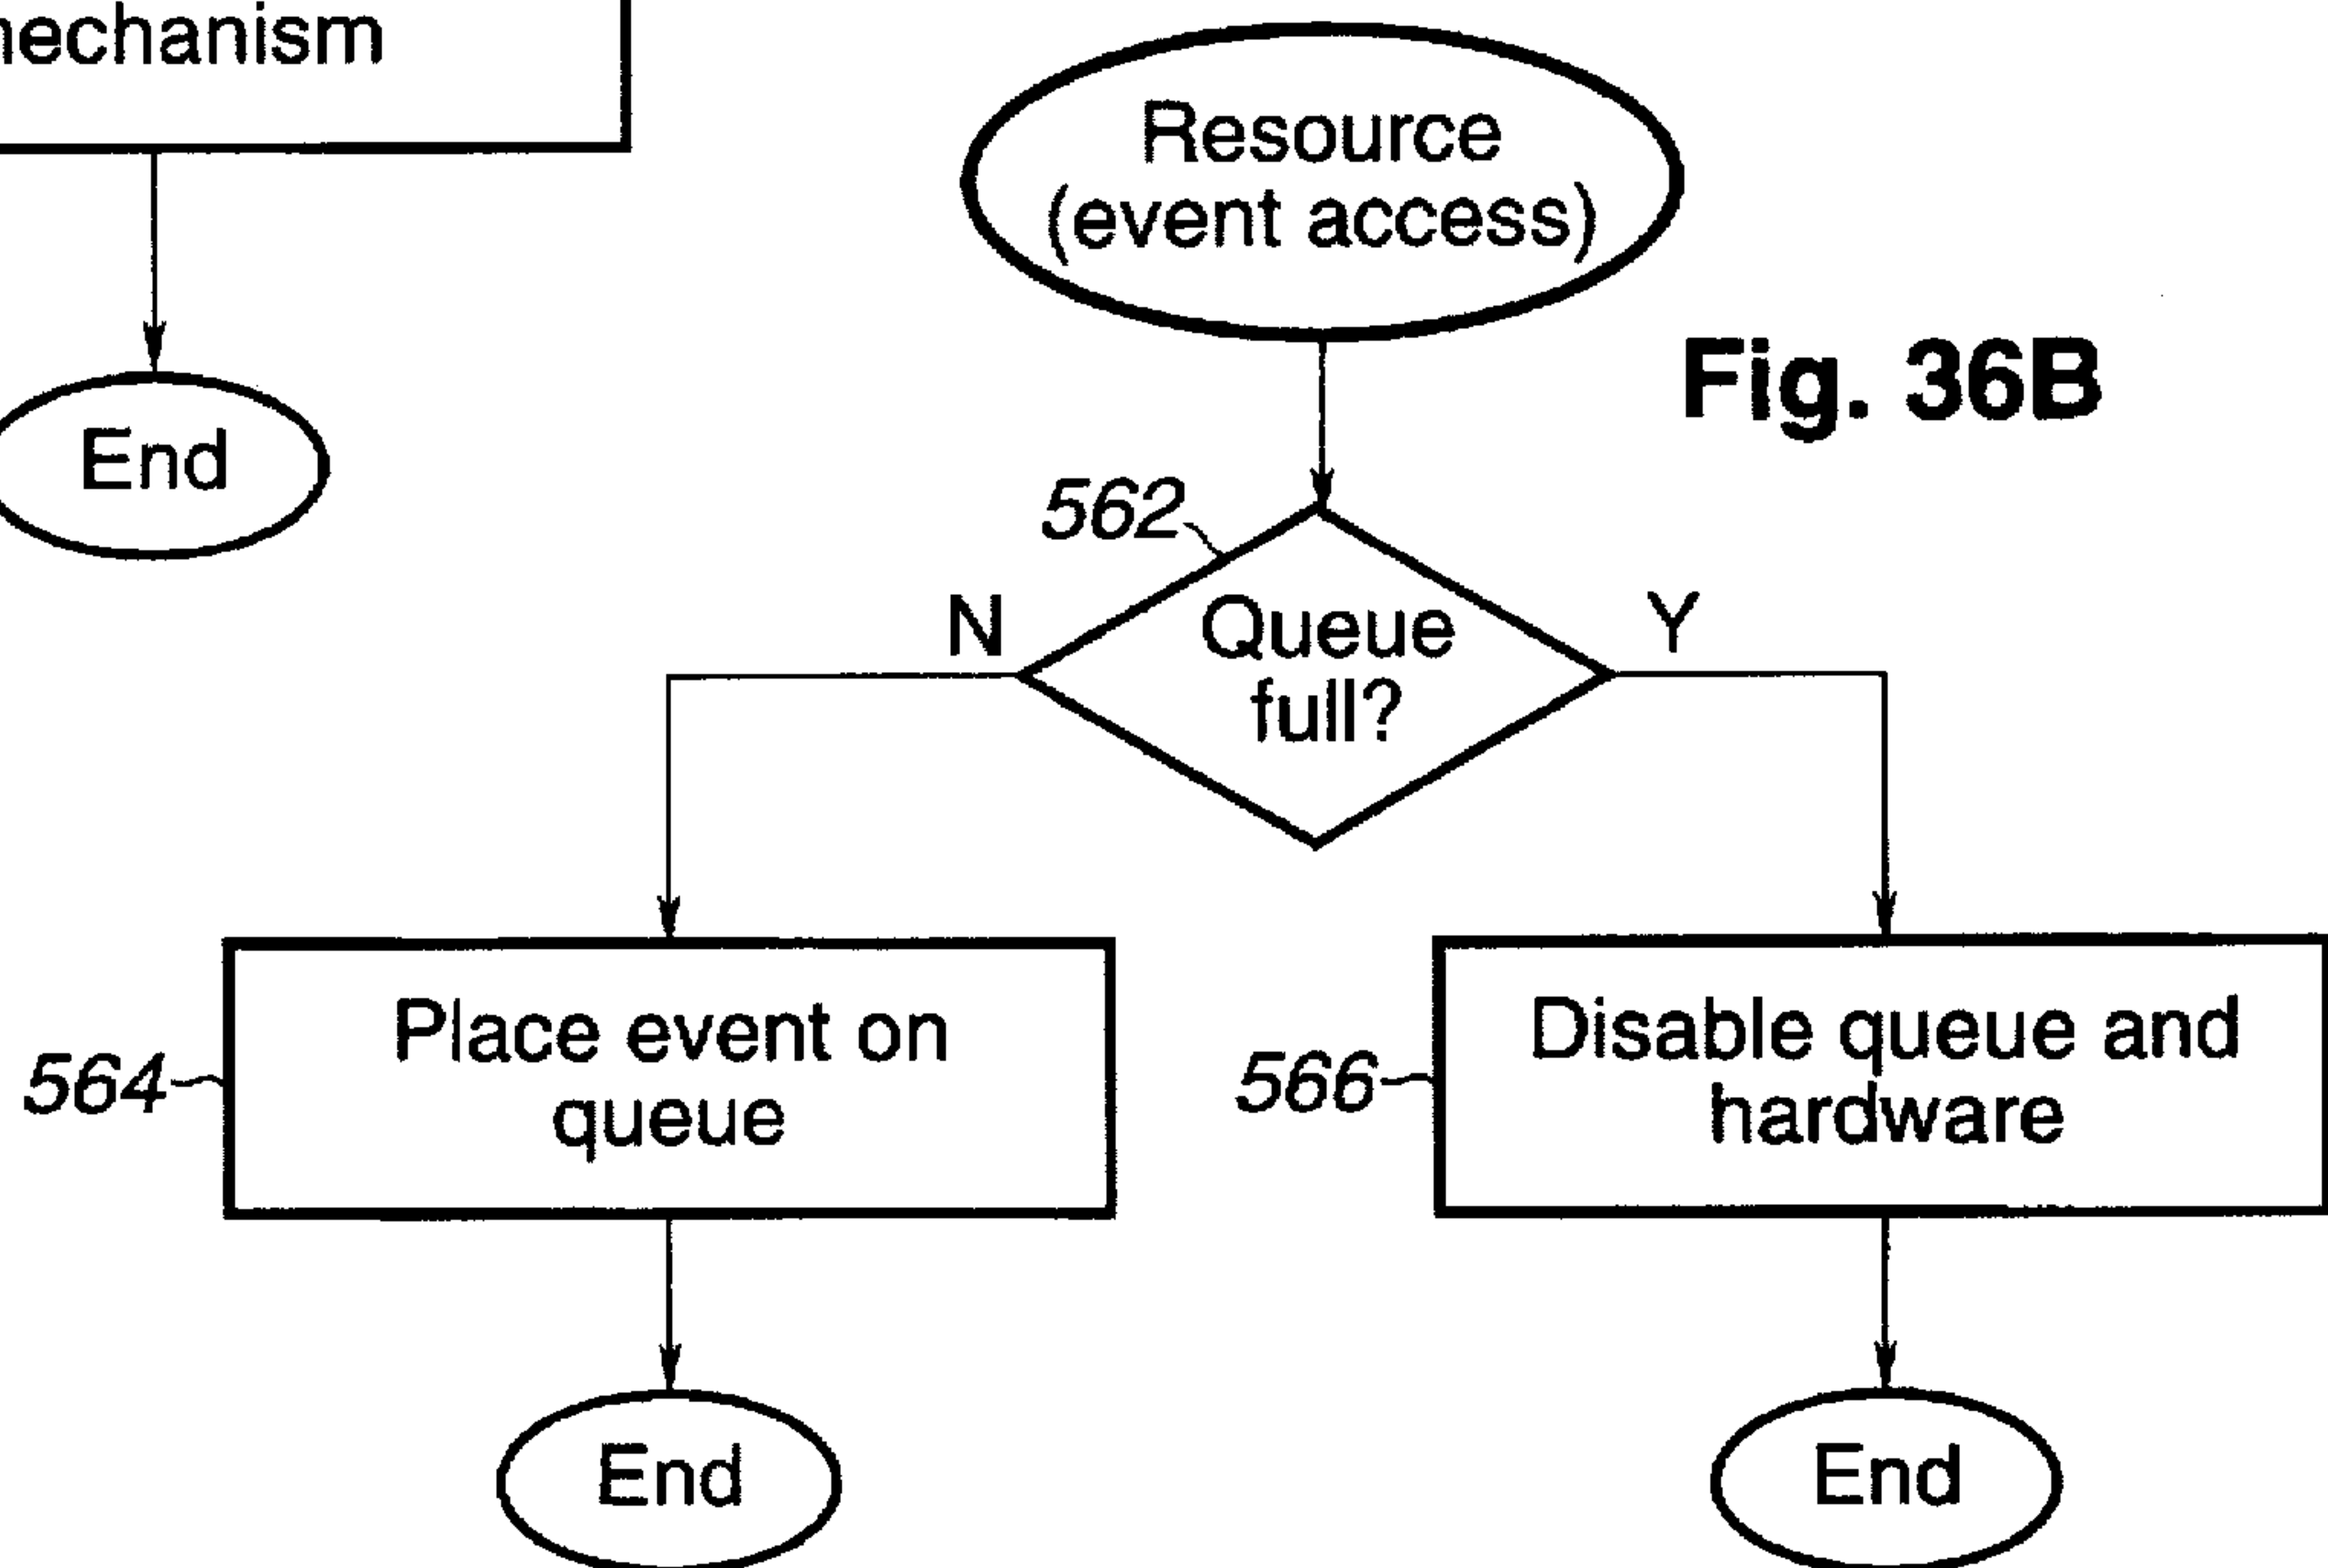 Resource
(event access)
End
Fig. 36B
562
N
Queue
full?
Y
564
Place event on
queue
566
Disable queue and
hardware
End
End